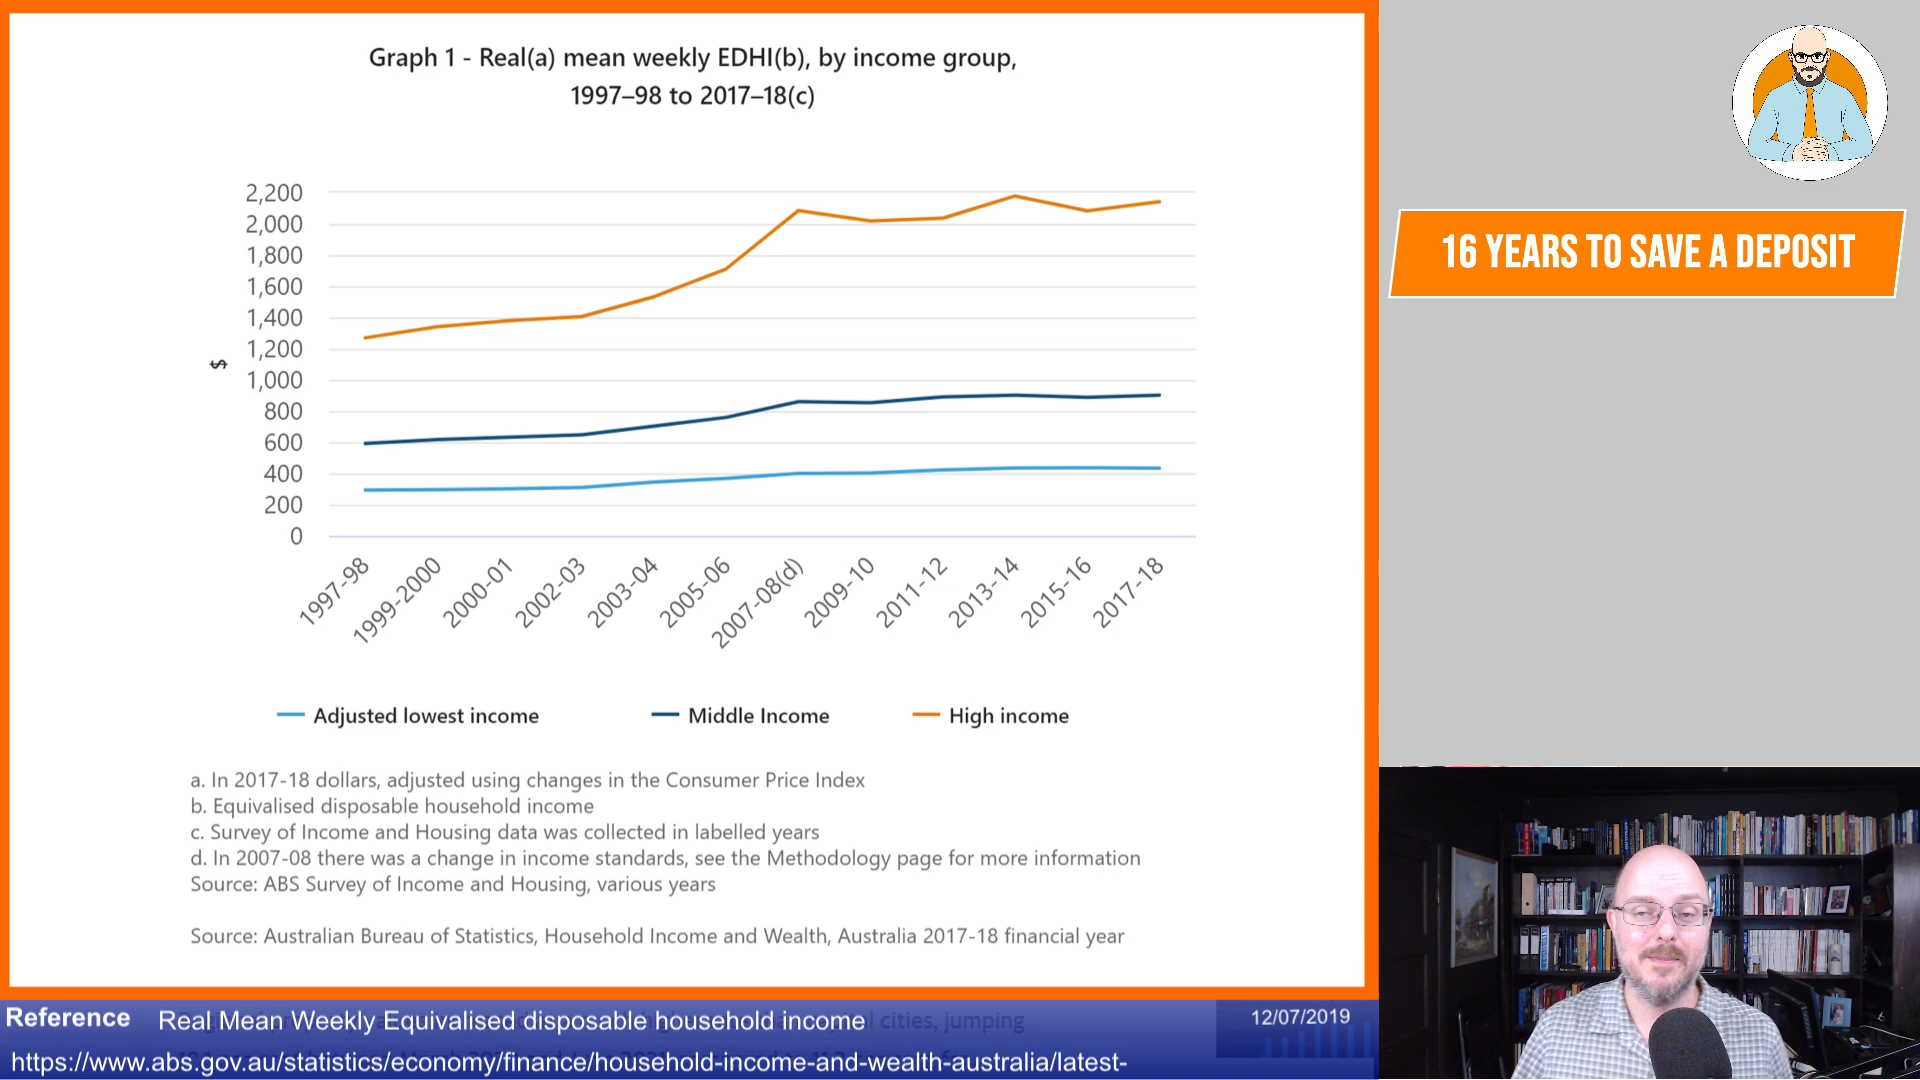 Graph 1 - Real(a) mean weekly EDHI(b), by income group,
1997–98 to 2017–18(c)
2,200
2,000
1,800
1,600
1,400
1,200
1,000
800
600
400
200
0
$
1997-98
1999-2000
2000-01
2002-03
2003-04
2005-06
2007-08(d)
2009-10
2011-12
2013-14
2015-16
2017-18
Adjusted lowest income
Middle Income
High income
a. In 2017-18 dollars, adjusted using changes in the Consumer Price Index
b. Equivalised disposable household income
c. Survey of Income and Housing data was collected in labelled years
d. In 2007-08 there was a change in income standards, see the Methodology page for more information
Source: ABS Survey of Income and Housing, various years
Source: Australian Bureau of Statistics, Household Income and Wealth, Australia 2017-18 financial year
16 YEARS TO SAVE A DEPOSIT
Reference
Real Mean Weekly Equivalised disposable household income
cities, jumping
12/07/2019
https://www.abs.gov.au/statistics/economy/finance/household-income-and-wealth-australia/latest-